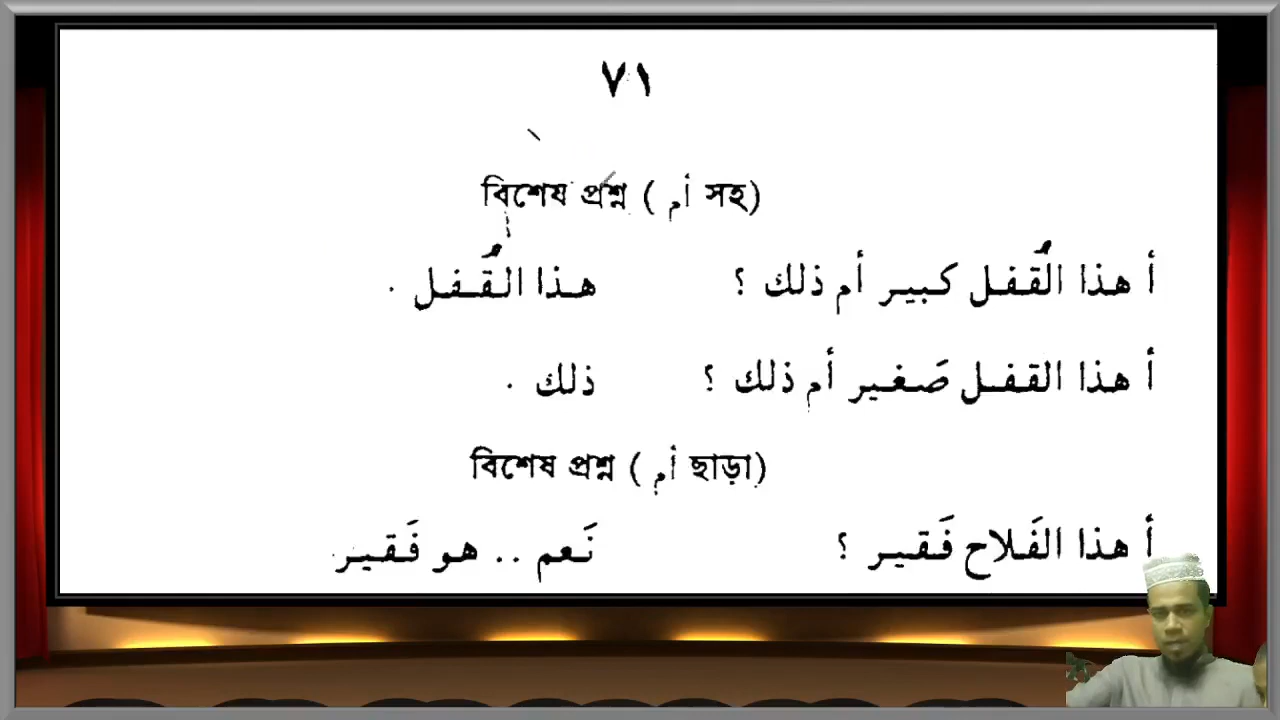 ٧١
বিশেষ প্রশ্ন ( أم সহ)
أ هذا القُفل كبير أم ذلك ؟ هذا القُفل .
أ هذا القفل صَغير أم ذلك ؟ ذلك .
বিশেষ প্রশ্ন ( أم ছাড়া)
أ هذا الفَلاح فَقير ؟ نَعم .. هو فَقير